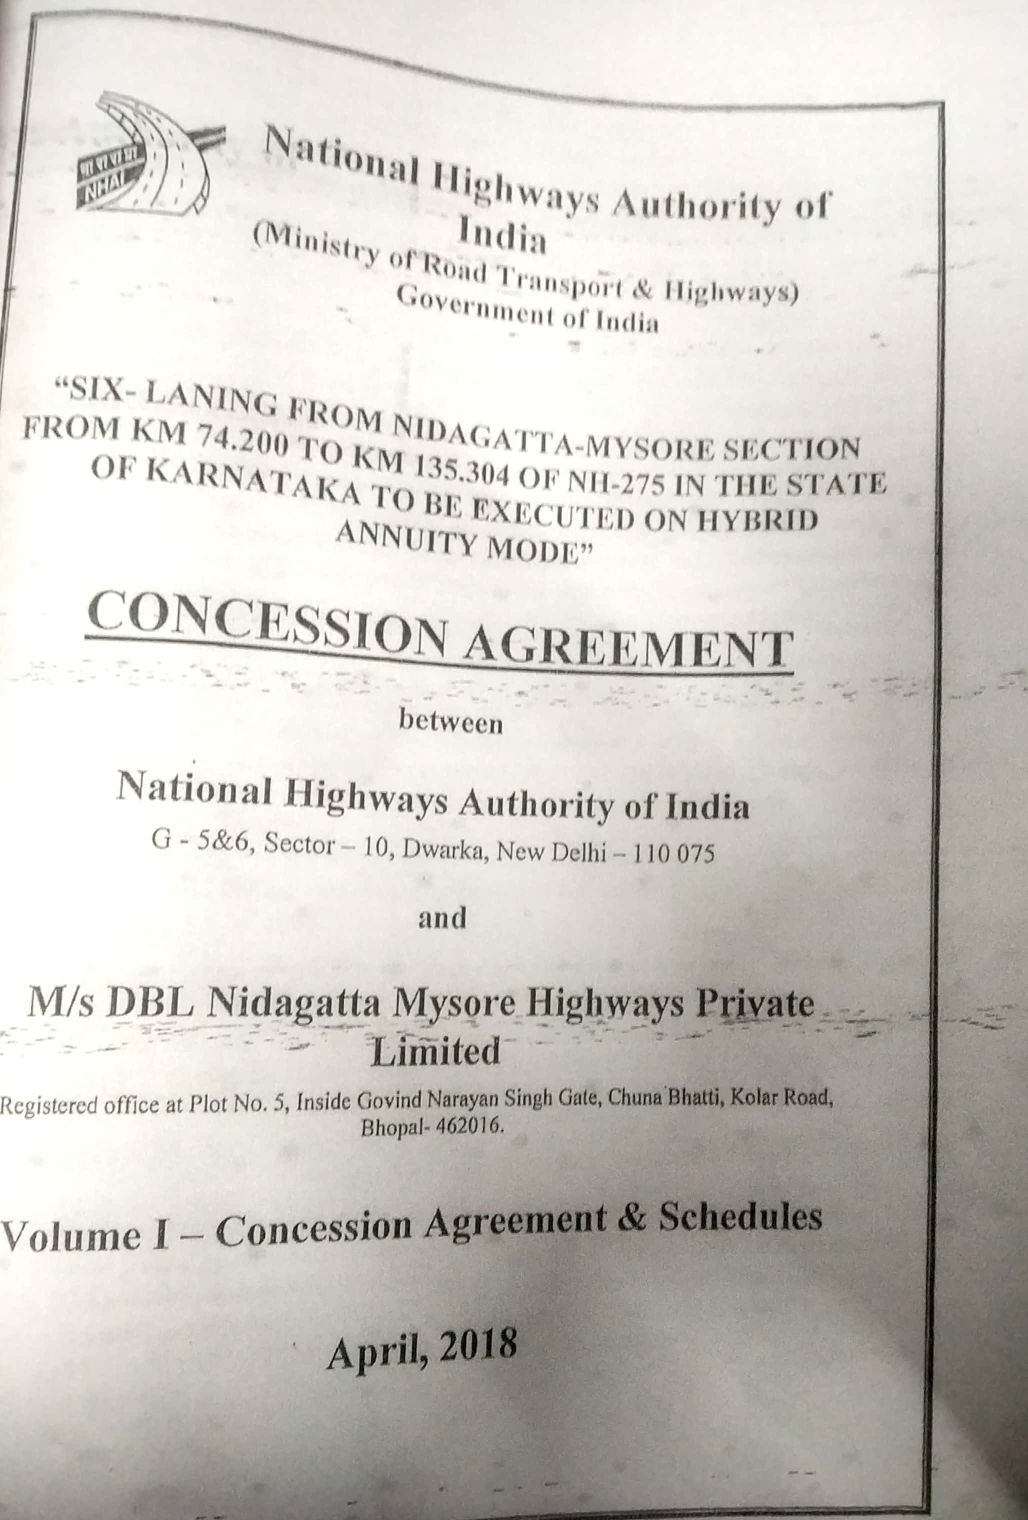 भा रा रा प्रा
NHAI
National Highways Authority of
India
(Ministry of Road Transport & Highways)
Government of India
“SIX- LANING FROM NIDAGATTA-MYSORE SECTION
FROM KM 74.200 TO KM 135.304 OF NH-275 IN THE STATE
OF KARNATAKA TO BE EXECUTED ON HYBRID
ANNUITY MODE”
CONCESSION AGREEMENT
between
National Highways Authority of India
G - 5&6, Sector – 10, Dwarka, New Delhi – 110 075
and
M/s DBL Nidagatta Mysore Highways Private
Limited
Registered office at Plot No. 5, Inside Govind Narayan Singh Gate, Chuna Bhatti, Kolar Road,
Bhopal- 462016.
Volume I – Concession Agreement & Schedules
April, 2018